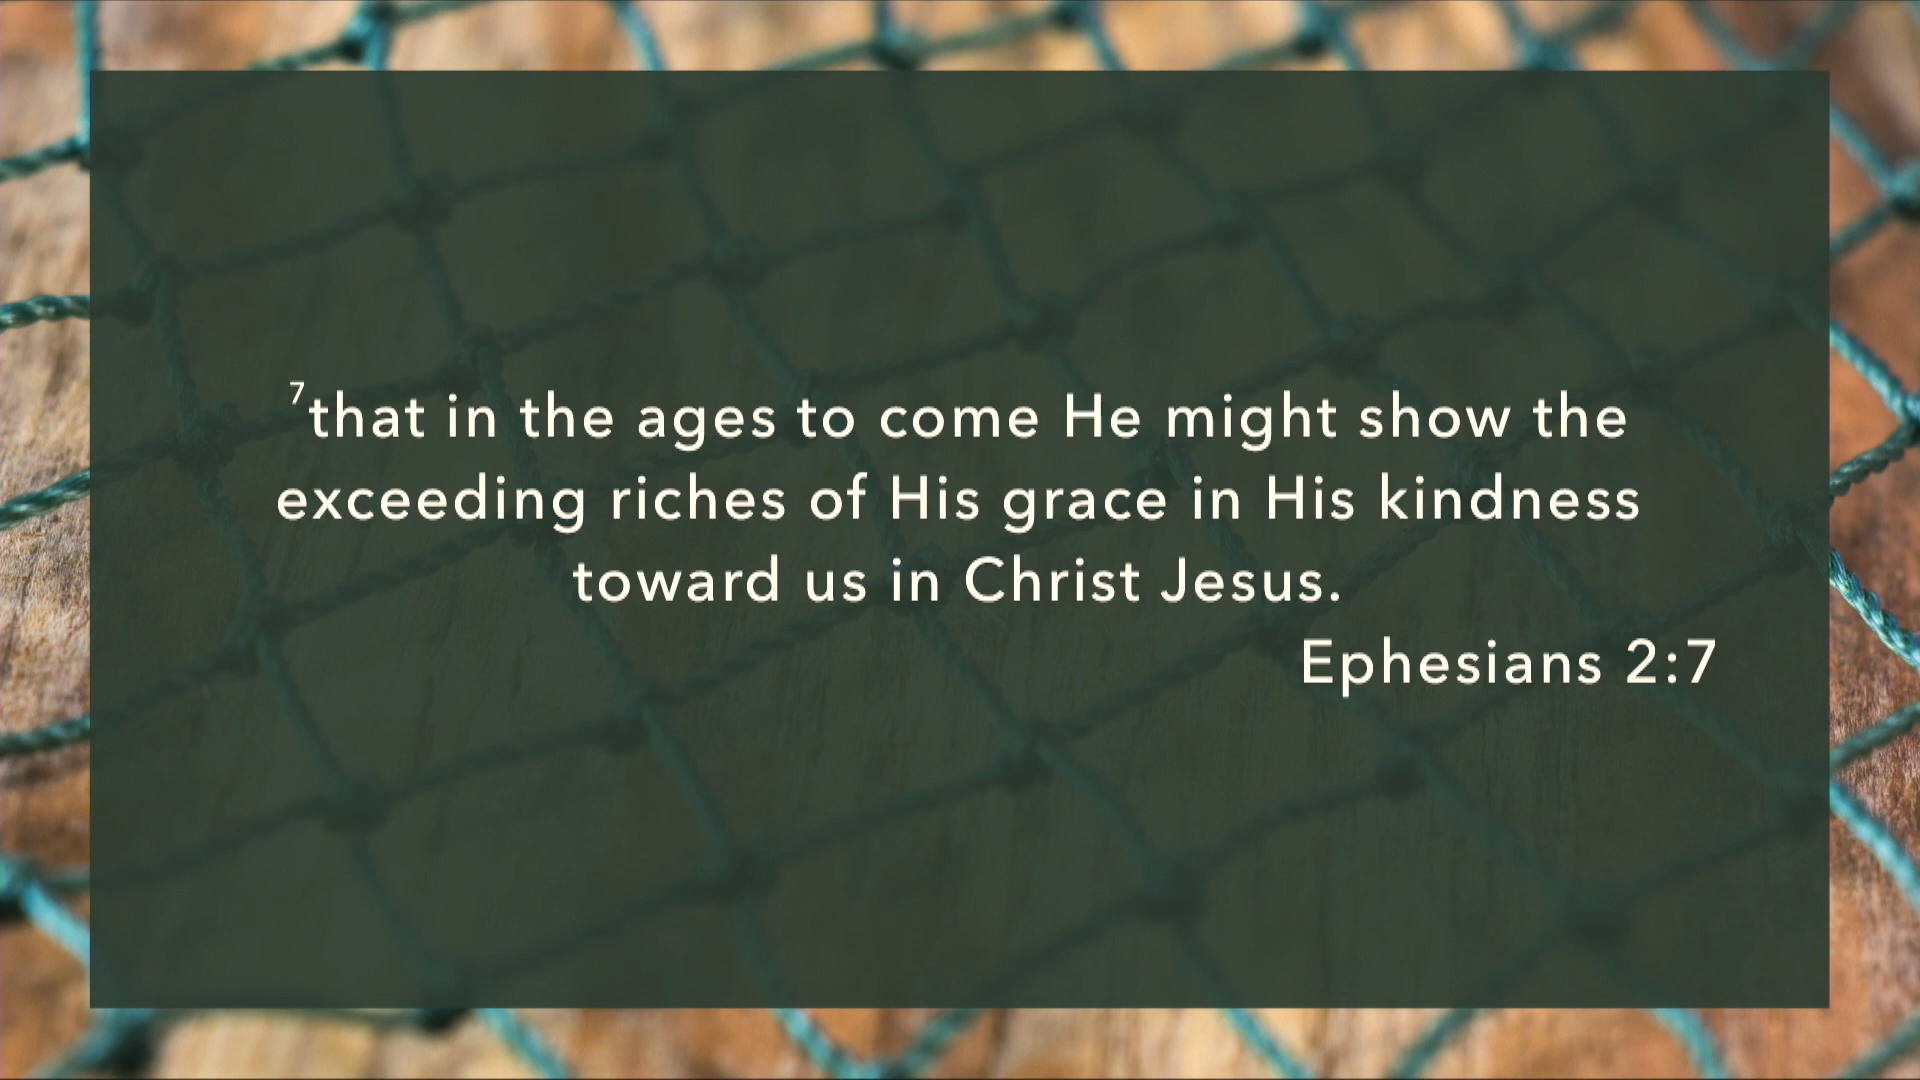 ⁷that in the ages to come He might show the
exceeding riches of His grace in His kindness
toward us in Christ Jesus.
Ephesians 2:7